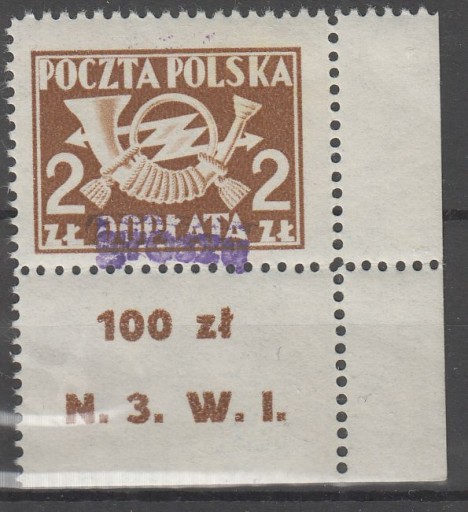 POCZTA POLSKA
2 2
ZŁ DOPŁATA ZŁ
100 zł
N. 3. W. I.